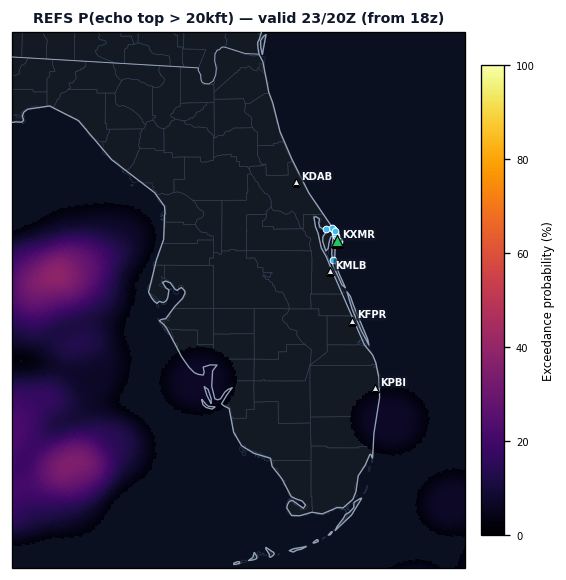 REFS P(echo top > 20kft) — valid 23/20Z (from 18z)
KDAB
KXMR
KMLB
KFPR
KPBI
100
80
60
40
20
0
Exceedance probability (%)